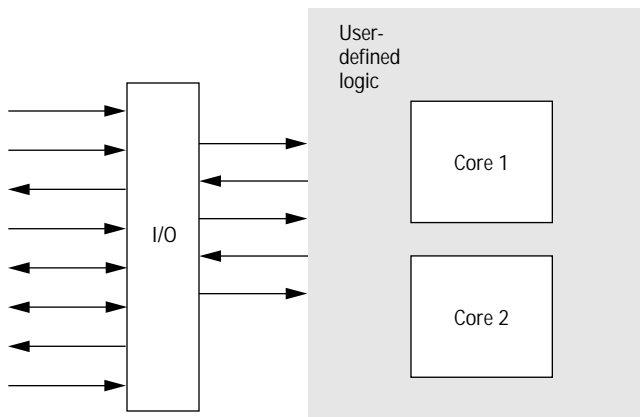 User-
defined
logic
Core 1
I/O
Core 2